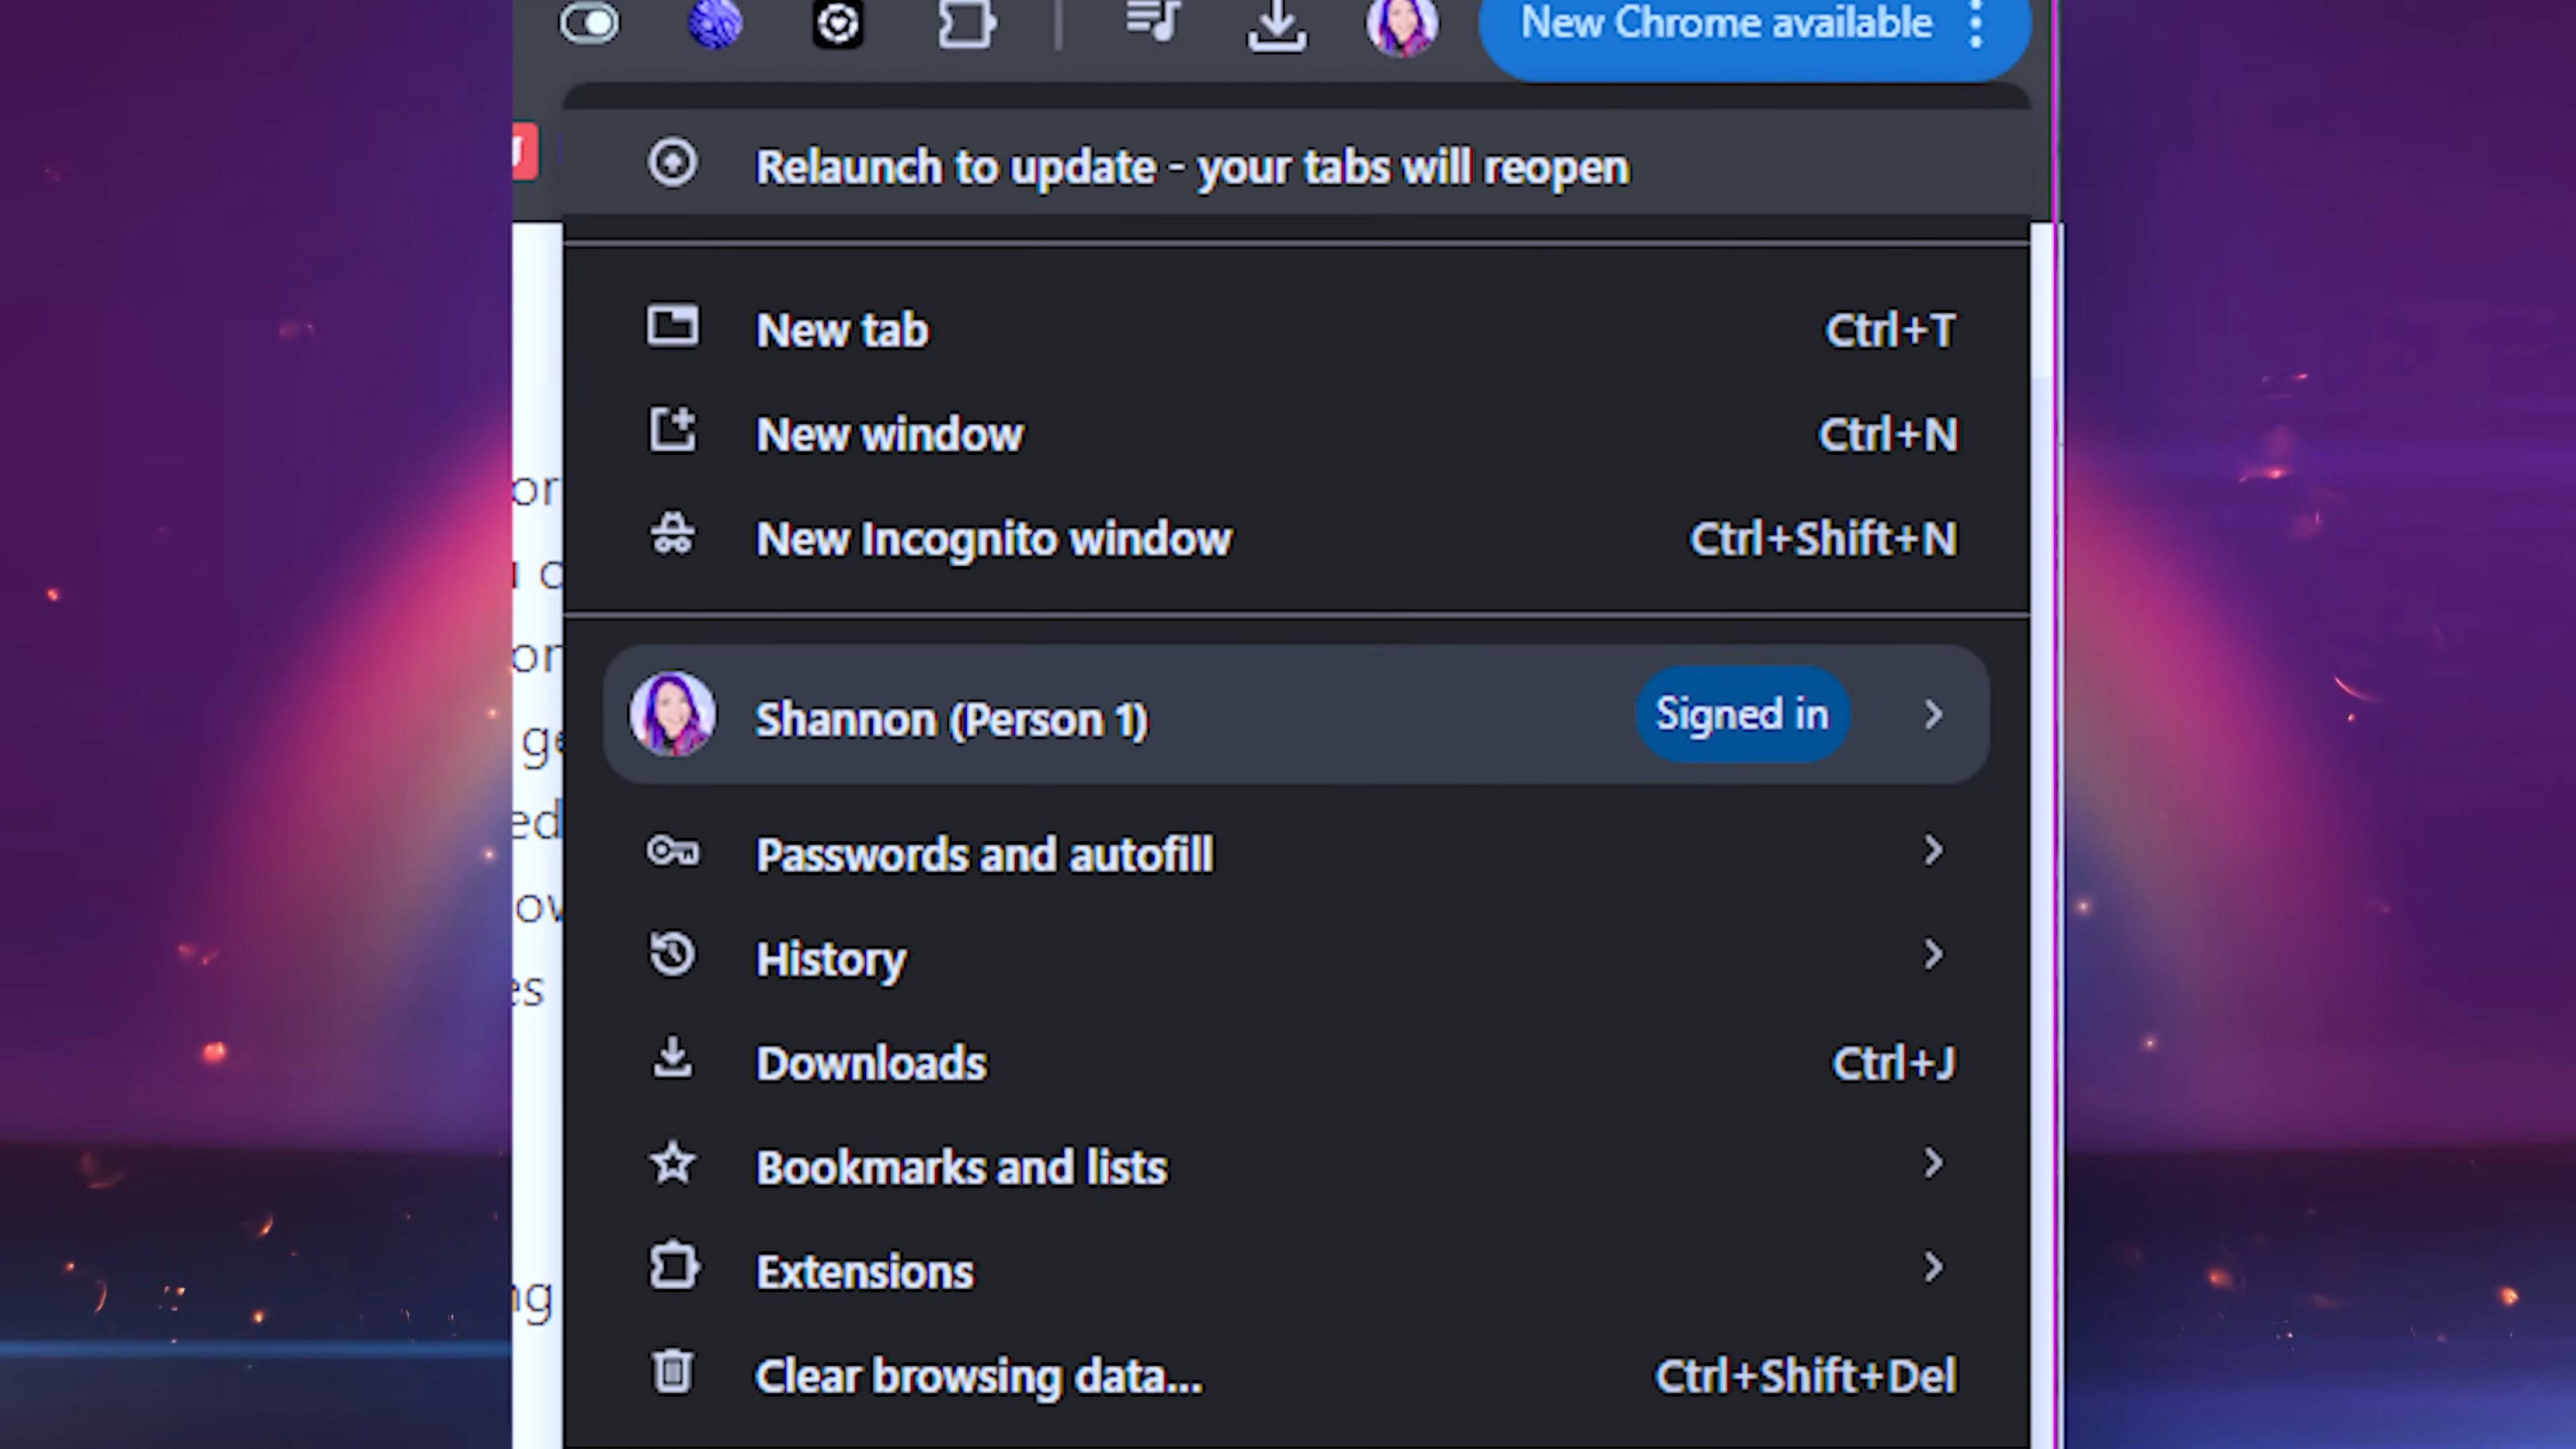 New Chrome available
Relaunch to update - your tabs will reopen
New tab Ctrl+T
New window Ctrl+N
New Incognito window Ctrl+Shift+N
Shannon (Person 1) Signed in
Passwords and autofill
History
Downloads Ctrl+J
Bookmarks and lists
Extensions
Clear browsing data... Ctrl+Shift+Del